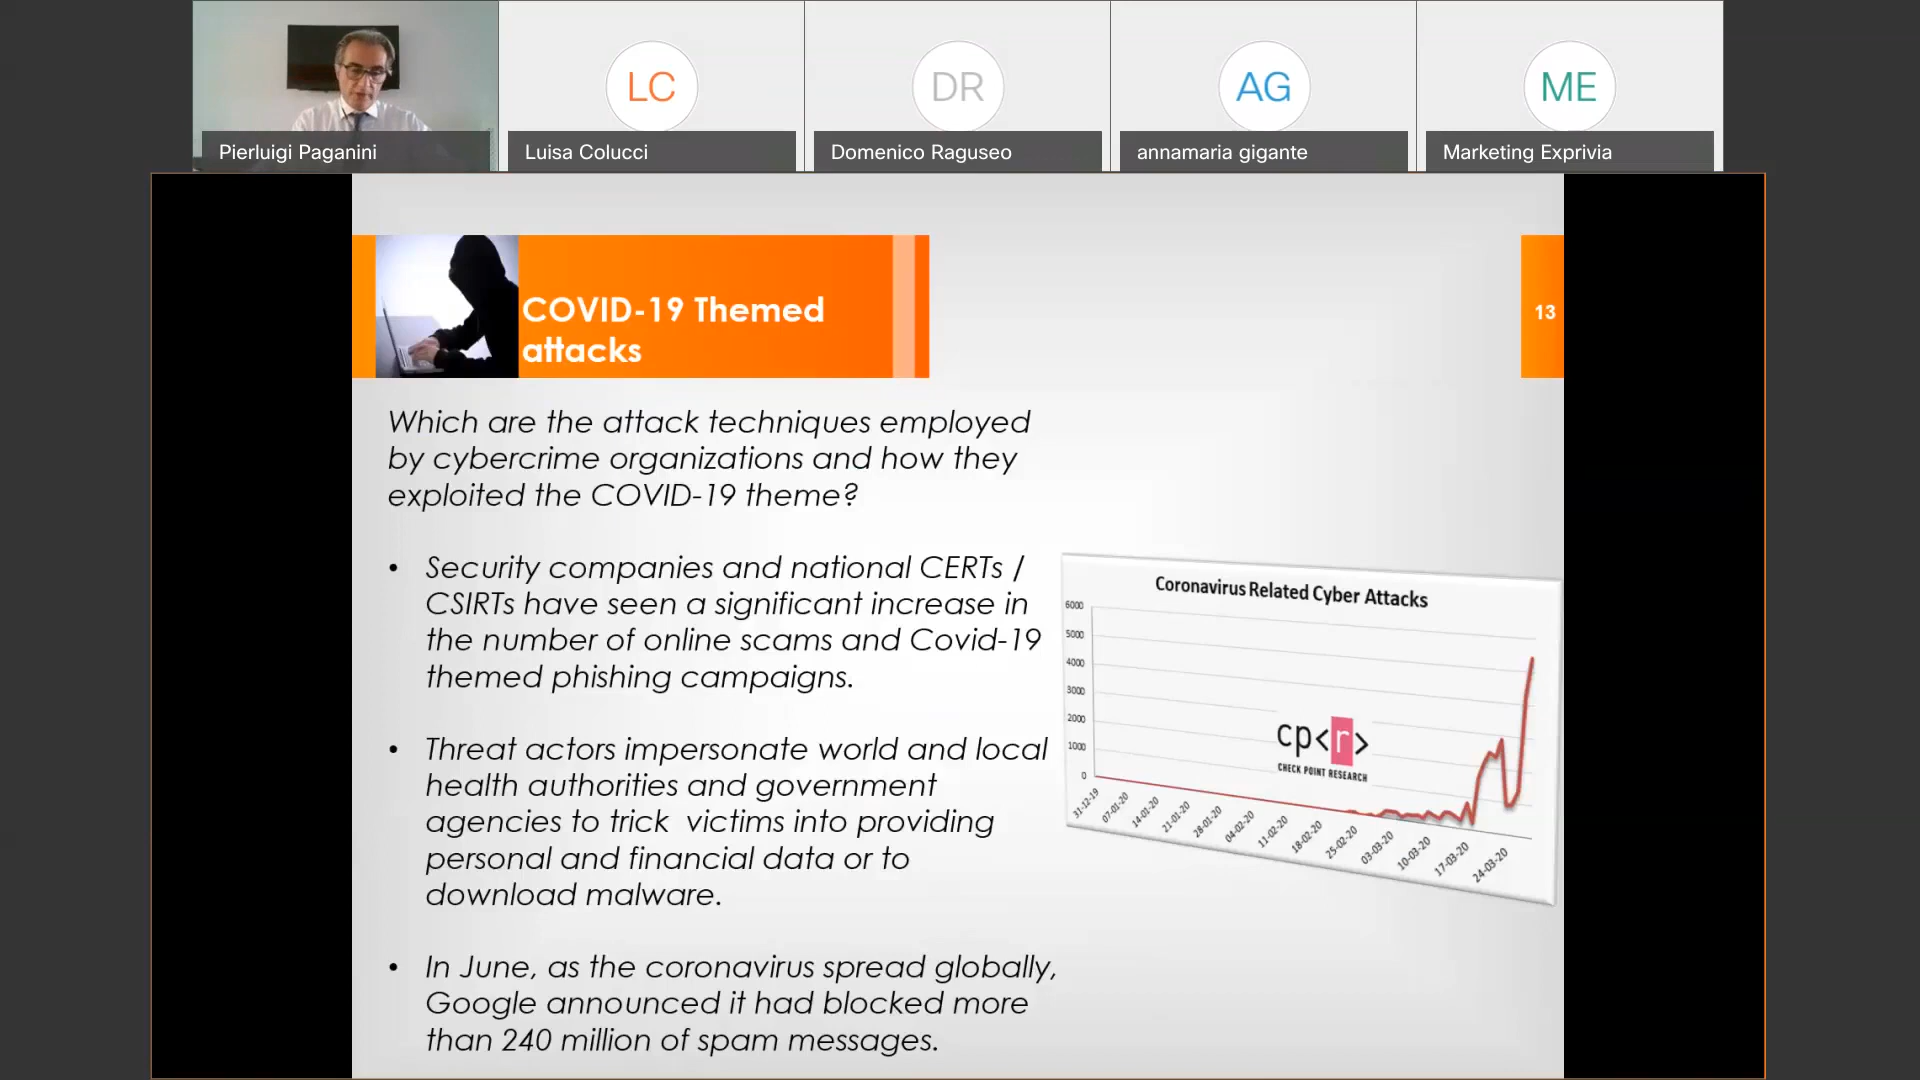 LC
DR
AG
ME
Pierluigi Paganini
Luisa Colucci
Domenico Raguseo
annamaria gigante
Marketing Exprivia
COVID-19 Themed
attacks
13
Which are the attack techniques employed
by cybercrime organizations and how they
exploited the COVID-19 theme?
• Security companies and national CERTs /
CSIRTs have seen a significant increase in
the number of online scams and Covid-19
themed phishing campaigns.
• Threat actors impersonate world and local
health authorities and government
agencies to trick victims into providing
personal and financial data or to
download malware.
• In June, as the coronavirus spread globally,
Google announced it had blocked more
than 240 million of spam messages.
Coronavirus Related Cyber Attacks
6000
5000
4000
3000
2000
1000
0
cp<r>
CHECK POINT RESEARCH
31-12-19
07-01-20
14-01-20
21-01-20
28-01-20
04-02-20
11-02-20
18-02-20
25-02-20
03-03-20
10-03-20
17-03-20
24-03-20